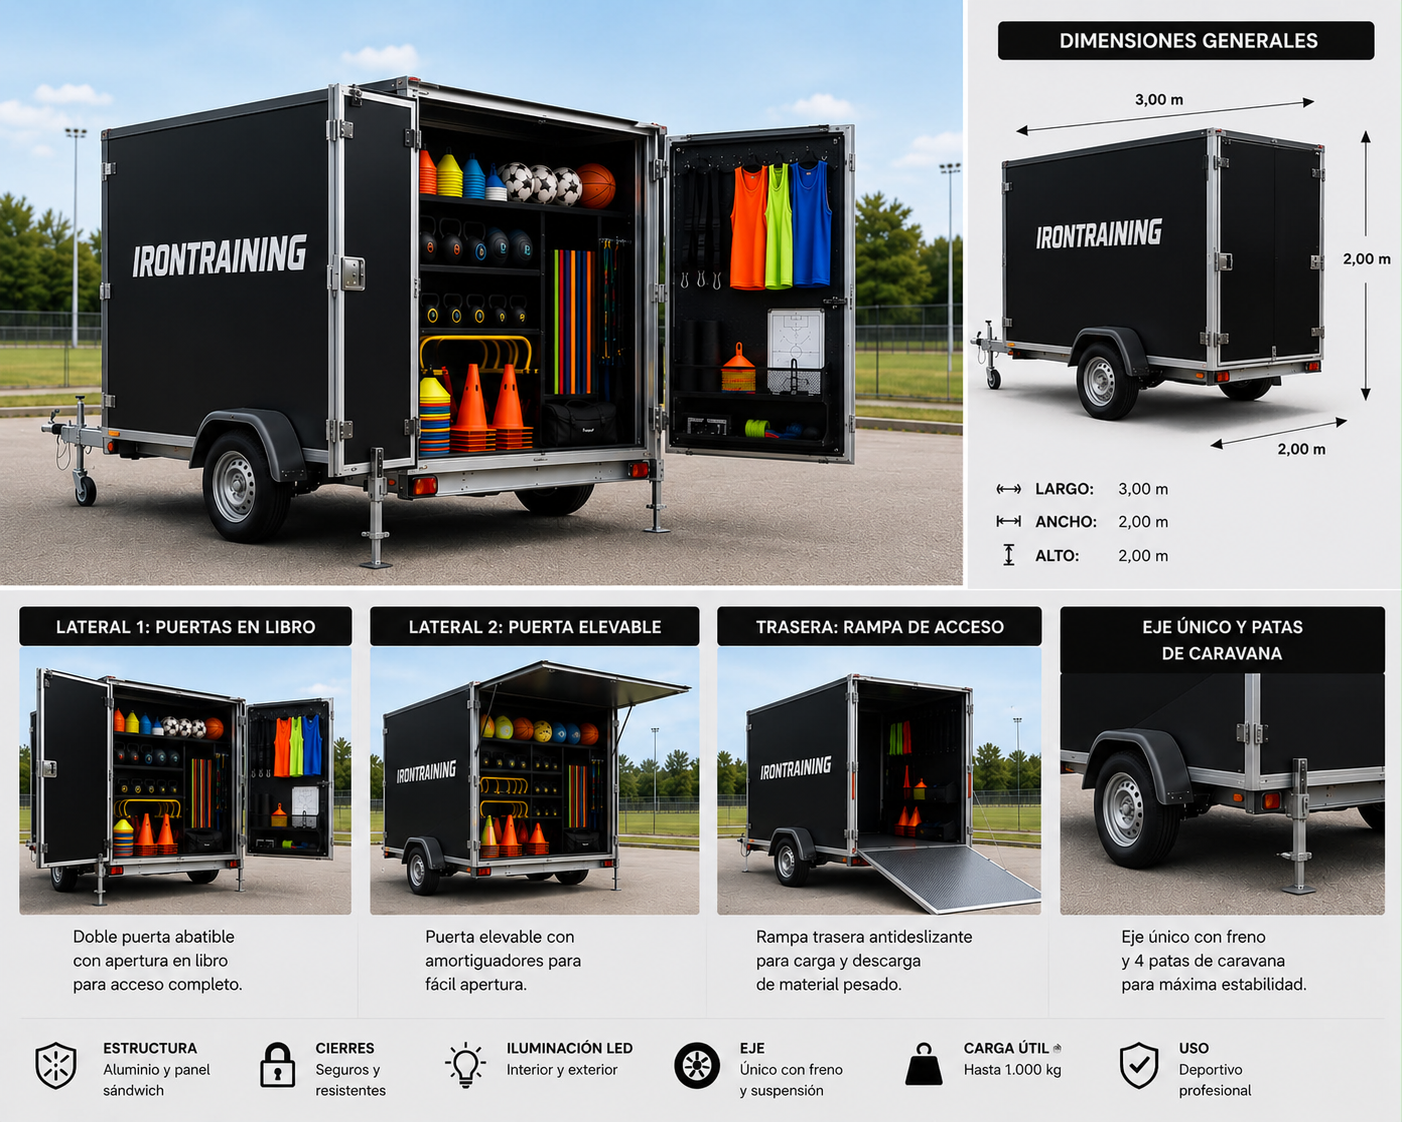 IRONTRAINING
DIMENSIONES GENERALES
3,00 m
IRONTRAINING
2,00 m
2,00 m
LARGO: 3,00 m
ANCHO: 2,00 m
ALTO: 2,00 m
LATERAL 1: PUERTAS EN LIBRO
Doble puerta abatible
con apertura en libro
para acceso completo.
LATERAL 2: PUERTA ELEVABLE
IRONTRAINING
Puerta elevable con
amortiguadores para
fácil apertura.
TRASERA: RAMPA DE ACCESO
IRONTRAINING
Rampa trasera antideslizante
para carga y descarga
de material pesado.
EJE ÚNICO Y PATAS
DE CARAVANA
Eje único con freno
y 4 patas de caravana
para máxima estabilidad.
ESTRUCTURA
Aluminio y panel
sándwich
CIERRES
Seguros y
resistentes
ILUMINACIÓN LED
Interior y exterior
EJE
Único con freno
y suspensión
CARGA ÚTIL
Hasta 1.000 kg
USO
Deportivo
profesional